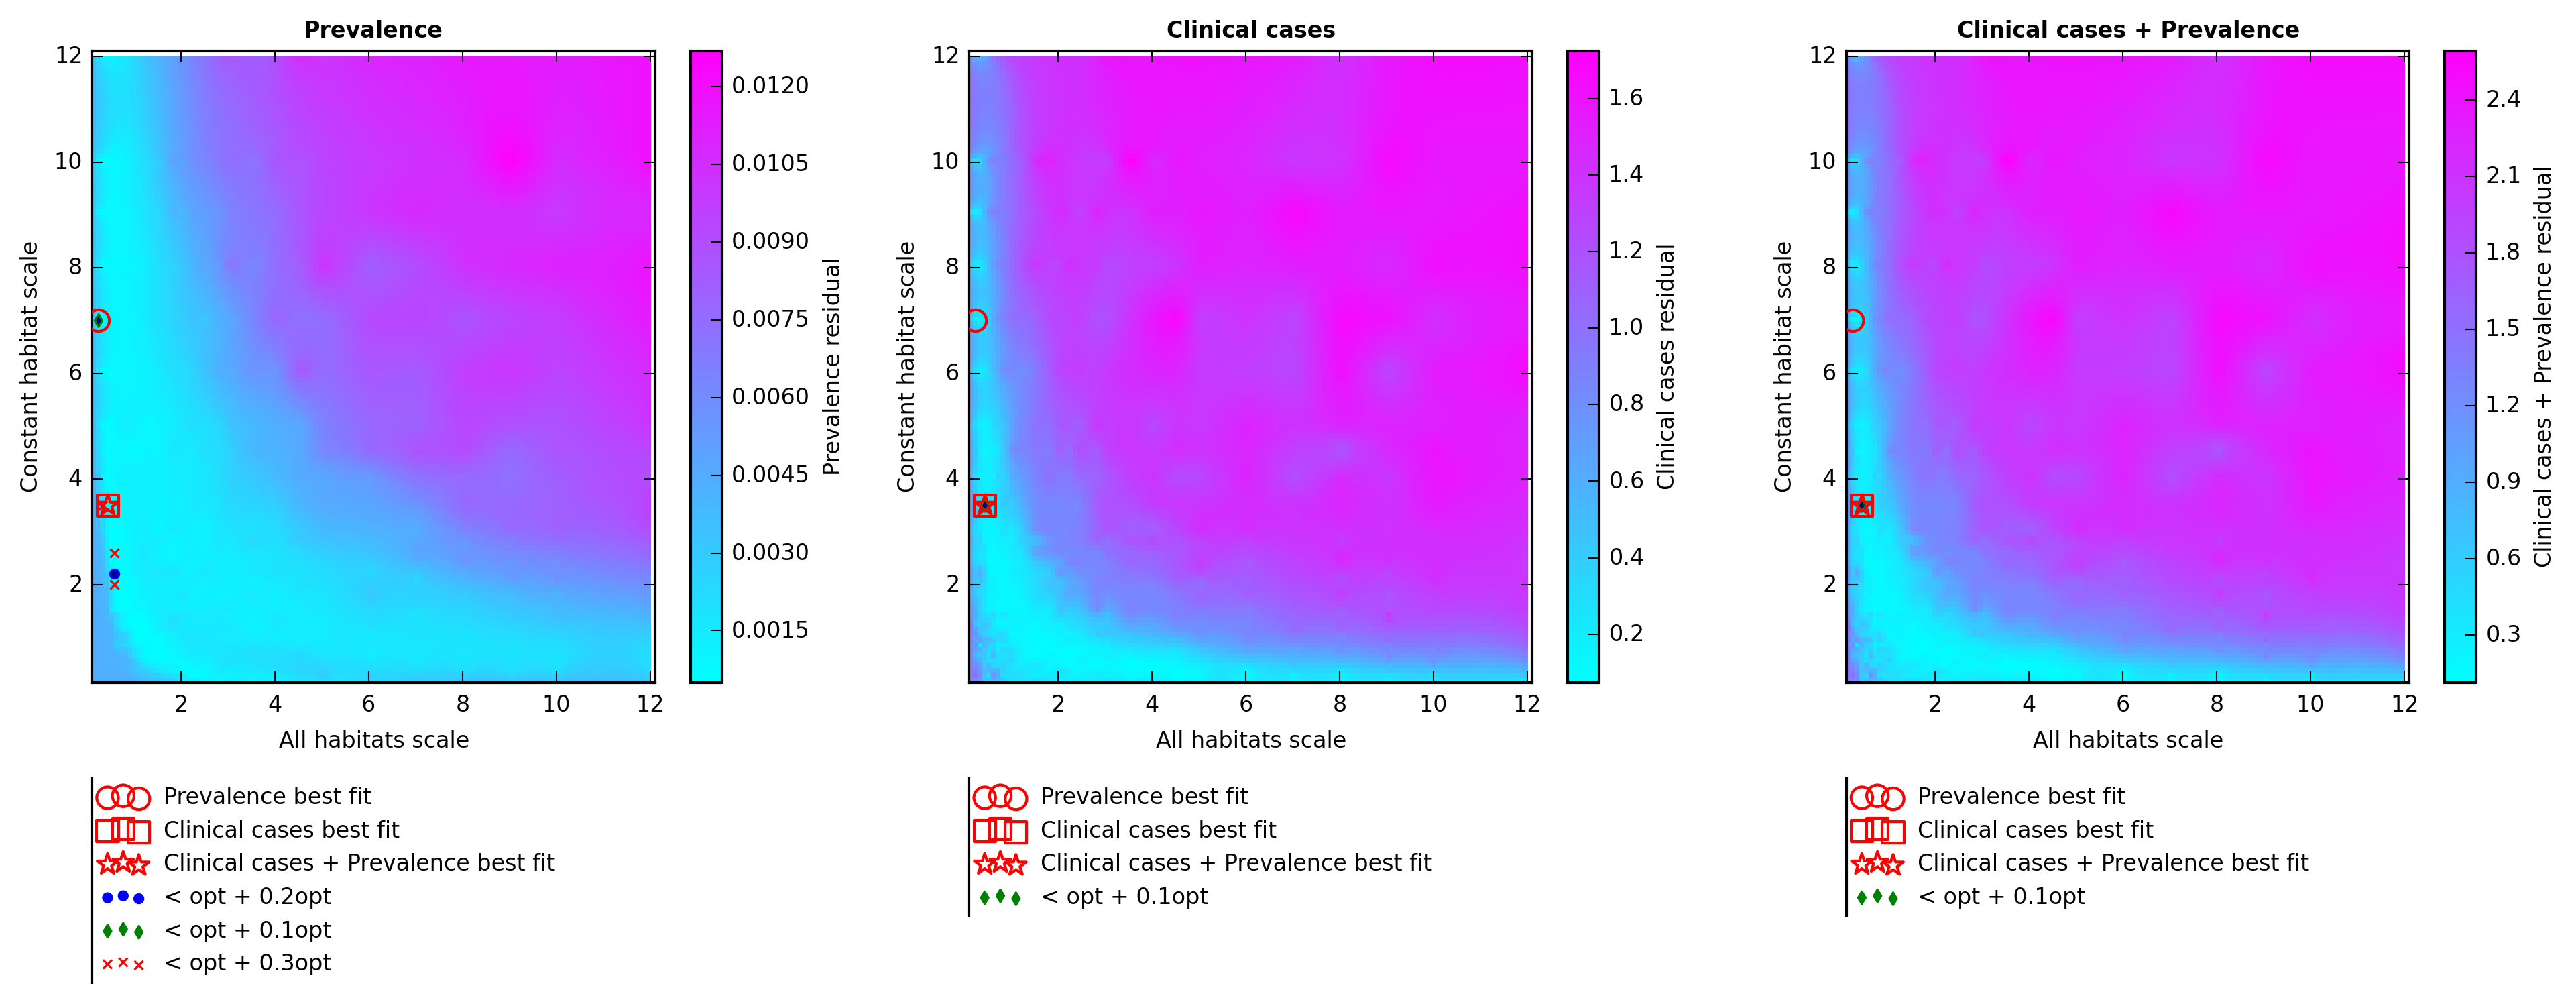 Prevalence
12
10
8
6
4
2
Constant habitat scale
2 4 6 8 10 12
All habitats scale
0.0120
0.0105
0.0090
0.0075
0.0060
0.0045
0.0030
0.0015
Prevalence residual
Prevalence best fit
Clinical cases best fit
Clinical cases + Prevalence best fit
< opt + 0.2opt
< opt + 0.1opt
< opt + 0.3opt
Clinical cases
12
10
8
6
4
2
Constant habitat scale
2 4 6 8 10 12
All habitats scale
1.6
1.4
1.2
1.0
0.8
0.6
0.4
0.2
Clinical cases residual
Prevalence best fit
Clinical cases best fit
Clinical cases + Prevalence best fit
< opt + 0.1opt
Clinical cases + Prevalence
12
10
8
6
4
2
Constant habitat scale
2 4 6 8 10 12
All habitats scale
2.4
2.1
1.8
1.5
1.2
0.9
0.6
0.3
Clinical cases + Prevalence residual
Prevalence best fit
Clinical cases best fit
Clinical cases + Prevalence best fit
< opt + 0.1opt